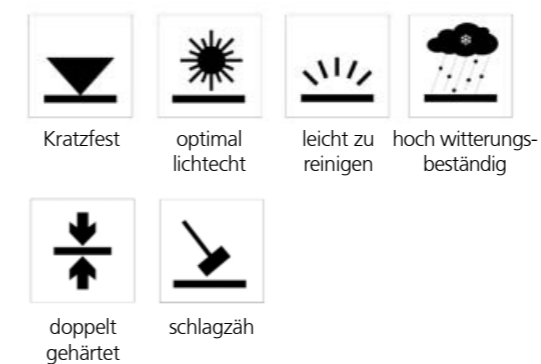 Kratzfest
optimal
lichtecht
leicht zu
reinigen
hoch witterungs-
beständig
doppelt
gehärtet
schlagzäh